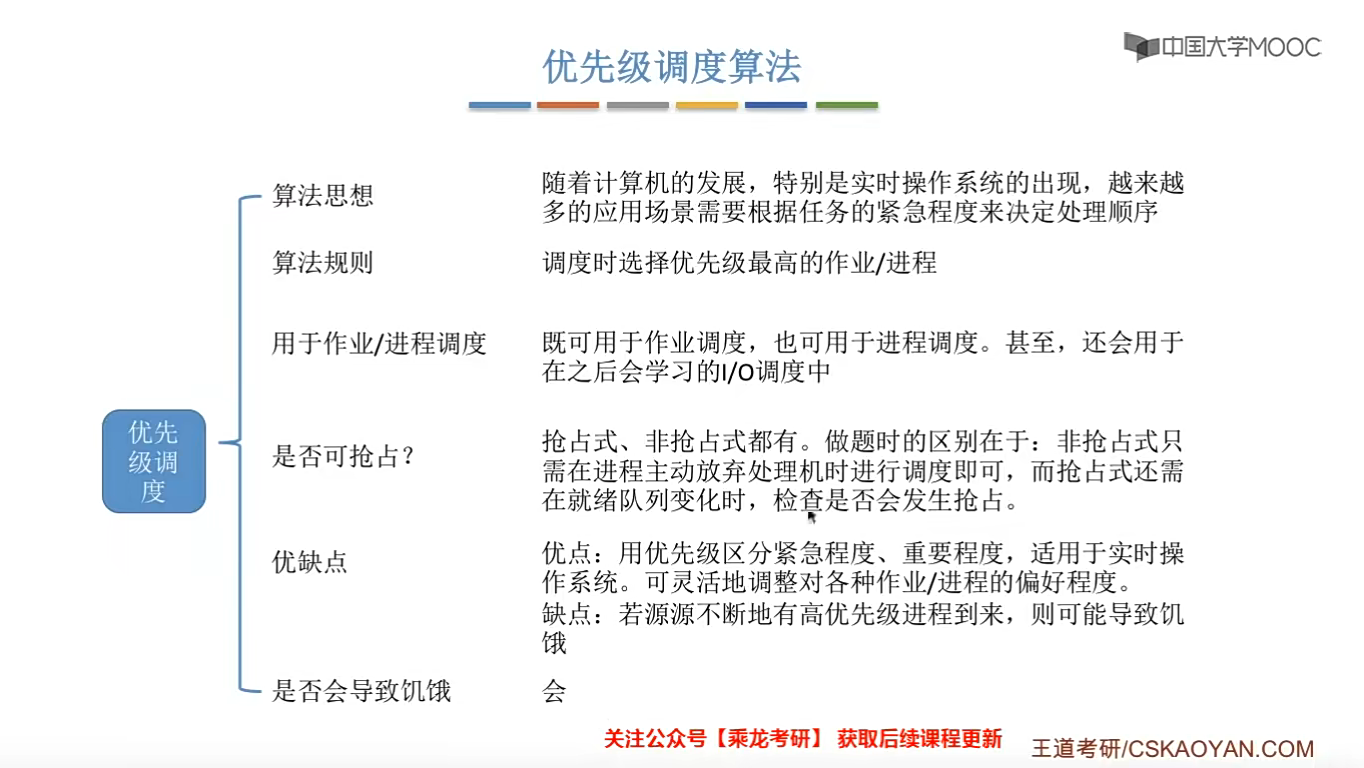 中国大学MOOC
优先级调度算法
算法思想
随着计算机的发展，特别是实时操作系统的出现，越来越
多的应用场景需要根据任务的紧急程度来决定处理顺序
算法规则
调度时选择优先级最高的作业/进程
用于作业/进程调度
既可用于作业调度，也可用于进程调度。甚至，还会用于
在之后会学习的I/O调度中
优先
级调
度
是否可抢占？
抢占式、非抢占式都有。做题时的区别在于：非抢占式只
需在进程主动放弃处理机时进行调度即可，而抢占式还需
在就绪队列变化时，检查是否会发生抢占。
优缺点
优点：用优先级区分紧急程度、重要程度，适用于实时操
作系统。可灵活地调整对各种作业/进程的偏好程度。
缺点：若源源不断地有高优先级进程到来，则可能导致饥
饿
是否会导致饥饿
会
关注公众号【乘龙考研】 获取后续课程更新
王道考研/CSKAOYAN.COM